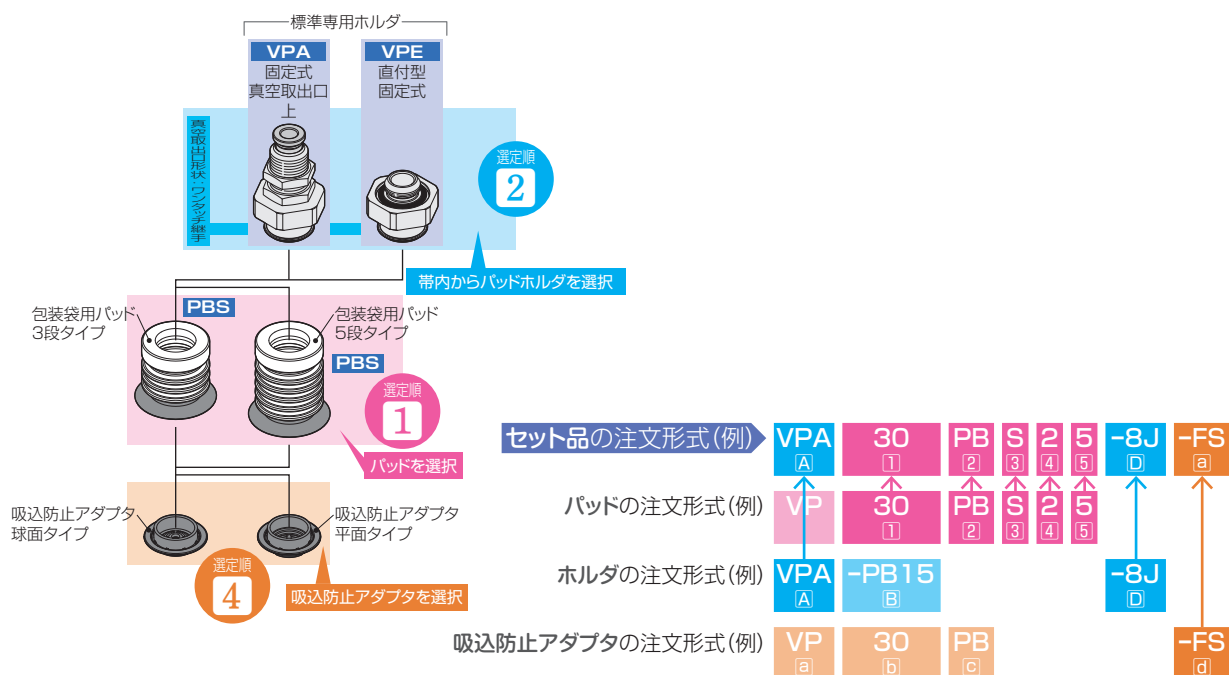 標準専用ホルダ
VPA
固定式
真空取出口
上
VPE
直付型
固定式
真空取出口形状：ワンタッチ継手
選定順
2
帯内からパッドホルダを選択
包装袋用パッド
3段タイプ
PBS
包装袋用パッド
5段タイプ
PBS
選定順
1
パッドを選択
吸込防止アダプタ
球面タイプ
吸込防止アダプタ
平面タイプ
選定順
4
吸込防止アダプタを選択
セット品の注文形式(例) VPA 30 PB S 2 5 -8J -FS
A 1 2 3 4 5 D a
パッドの注文形式(例) VP 30 PB S 2 5
1 2 3 4 5
ホルダの注文形式(例) VPA -PB15 -8J
A B D
吸込防止アダプタの注文形式(例) VP 30 PB -FS
a b c d